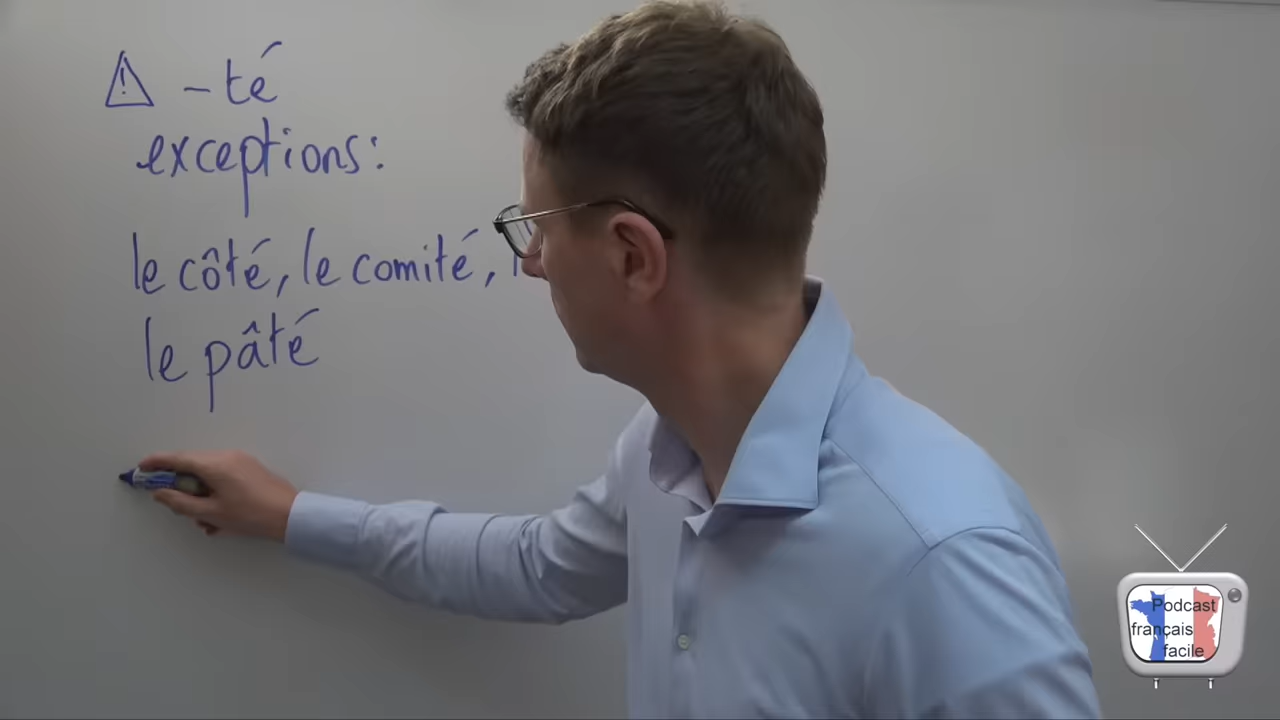 ⚠ -té
exceptions:
le côté, le comité,
le pâté
Podcast
français
facile